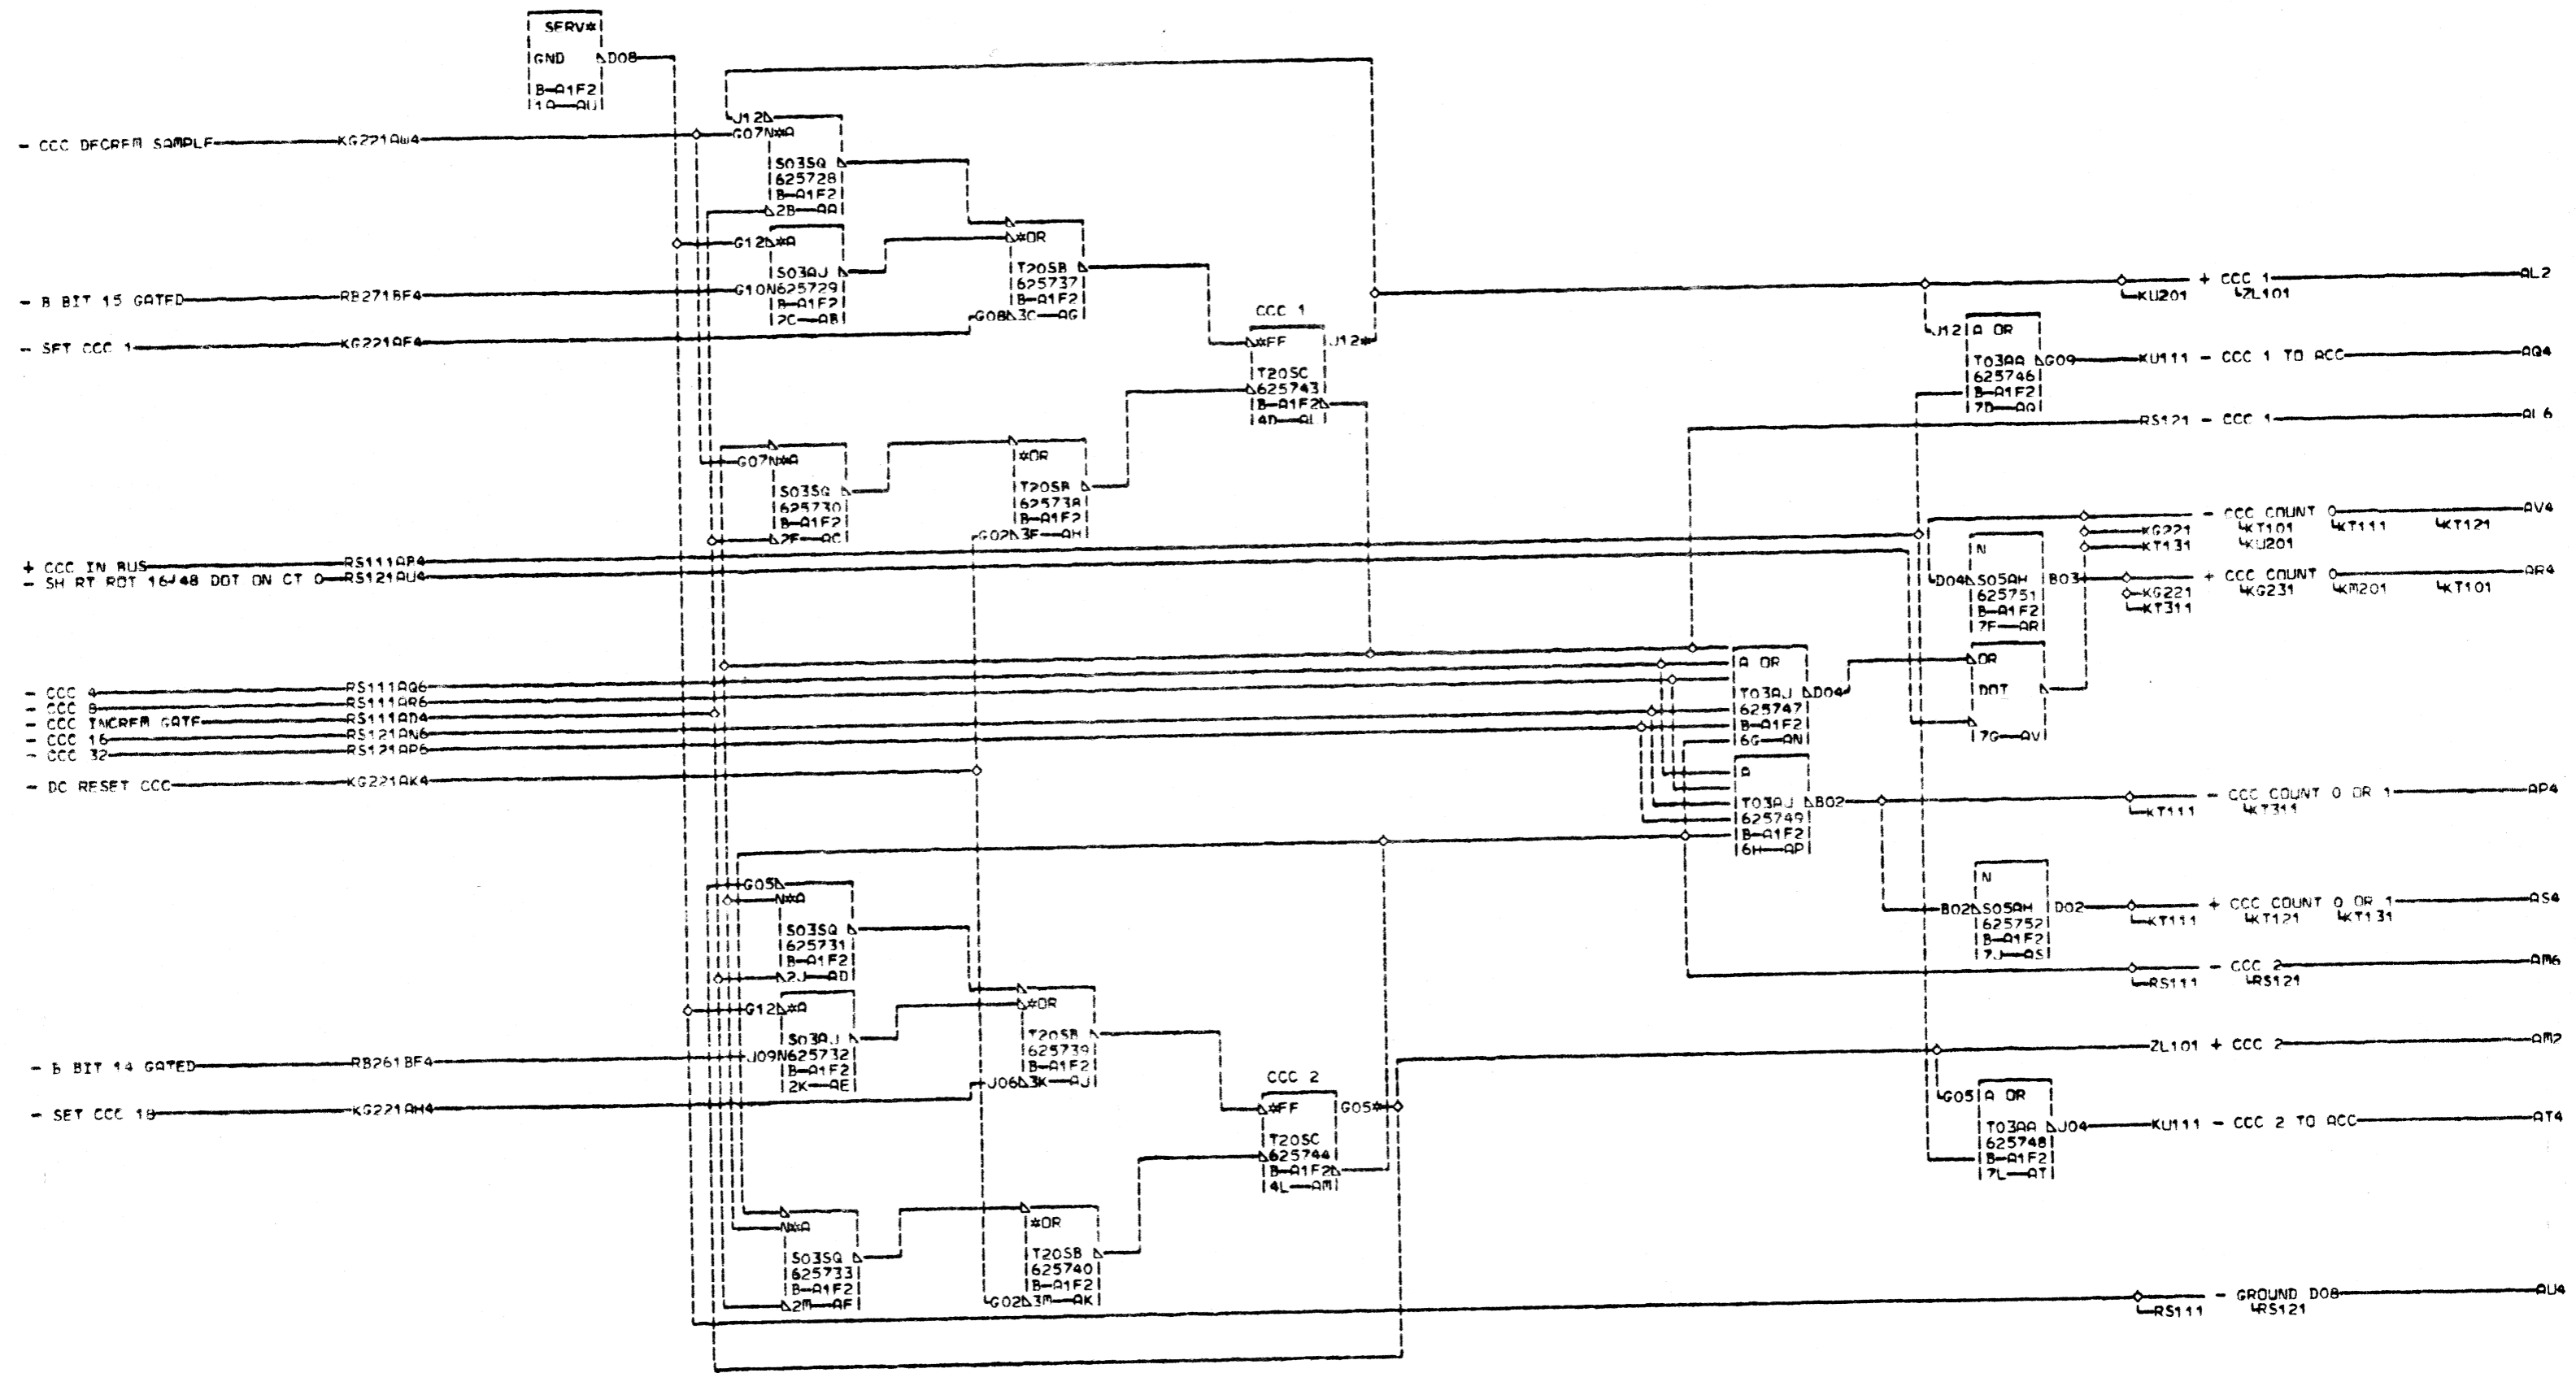 SERV*
GND D08
B-A1F2
1A-AU
J12
- CCC DECREM SAMPLE KG221AW4 G07N*A
S03SQ
625728
B-A1F2
2B-AA
G12 *A
*OR
S03AJ
T20SB
625737
- B BIT 15 GATED RB271BF4 G10N625729
B-A1F2
2C-AB
B-A1F2
G08 3C-AG
- SET CCC 1 KG221AF4
CCC 1
*FF J12*
T20SC
625743
B-A1F2
4D-AL
+ CCC 1 AL2
KU201 ZL101
J12 A OR
T03AA G09 KU111 - CCC 1 TO ACC AQ4
625746
B-A1F2
7D-AQ
RS121 - CCC 1 AL6
G07N*A
S03SQ
625730
B-A1F2
2F-AC
*OR
T20SB
625738
B-A1F2
G02 3F-AH
- CCC COUNT 0 AV4
KG221 KT101 KT111 KT121
KT131 KU201
+ CCC IN BUS RS111AB4
- SH RT ROT 16J48 DOT ON CT 0 RS121AU4
N
D04 S05AH B03 + CCC COUNT 0 AR4
625751 KG221 KG231 KM201 KT101
B-A1F2 KT311
7F-AR
- CCC 4 RS111AQ6
- CCC 8 RS111AR6
- CCC INCREM GATE RS111AD4
- CCC 16 RS121AN6
- CCC 32 RS121AP6
A OR
T03AJ D04
625747
B-A1F2
6G-AN
OR
DOT
7G-AV
- DC RESET CCC KG221AK4
A
T03AJ B02
625749
B-A1F2
6H-AP
- CCC COUNT 0 OR 1 AP4
KT111 KT311
G05
N*A
S03SQ
625731
B-A1F2
2J-AD
N
B02 S05AH D02 + CCC COUNT 0 OR 1 AS4
625752 KT111 KT121 KT131
B-A1F2
7J-AS
- CCC 2 AM6
RS111 RS121
G12 *A
S03AJ
- B BIT 14 GATED RB261BF4 J09N625732
B-A1F2
2K-AE
*OR
T20SB
625739
B-A1F2
J06 3K-AJ
- SET CCC 1B KG221AH4
CCC 2
*FF G05*
T20SC
625744
B-A1F2
4L-AM
ZL101 + CCC 2 AM2
G05 A OR
T03AA J04 KU111 - CCC 2 TO ACC AT4
625748
B-A1F2
7L-AT
N*A
S03SQ
625733
B-A1F2
2M-AF
*OR
T20SB
625740
B-A1F2
G02 3M-AK
- GROUND D08 AU4
RS111 RS121